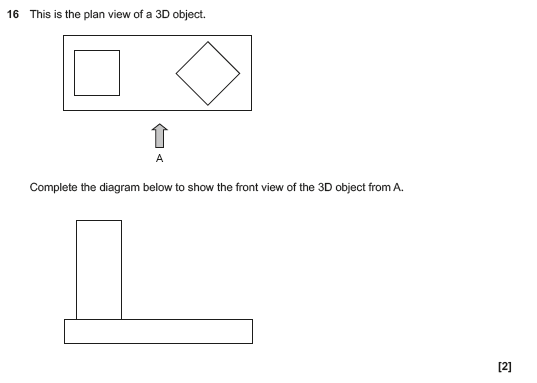 16 This is the plan view of a 3D object.
A
Complete the diagram below to show the front view of the 3D object from A.
[2]